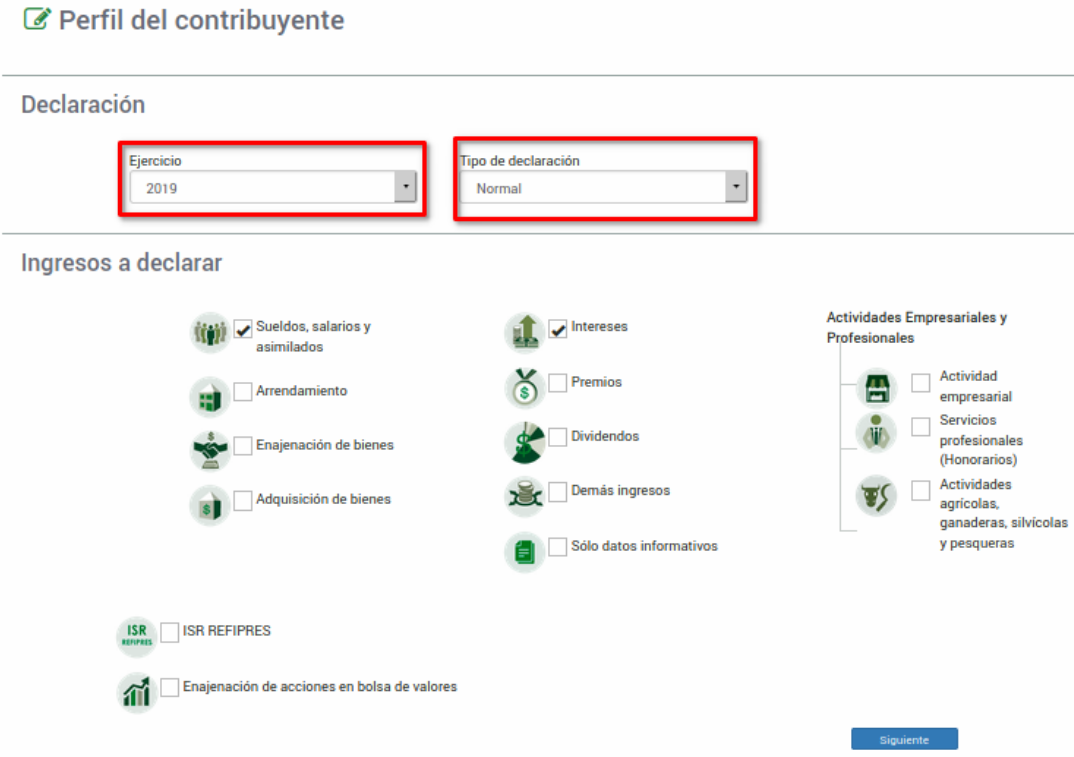 Perfil del contribuyente
Declaración
Ejercicio
2019
Tipo de declaración
Normal
Ingresos a declarar
Sueldos, salarios y
asimilados
Arrendamiento
Enajenación de bienes
Adquisición de bienes
Intereses
Premios
Dividendos
Demás ingresos
Sólo datos informativos
Actividades Empresariales y
Profesionales
Actividad
empresarial
Servicios
profesionales
(Honorarios)
Actividades
agrícolas,
ganaderas, silvícolas
y pesqueras
ISR
REFIPRES
ISR REFIPRES
Enajenación de acciones en bolsa de valores
Siguiente